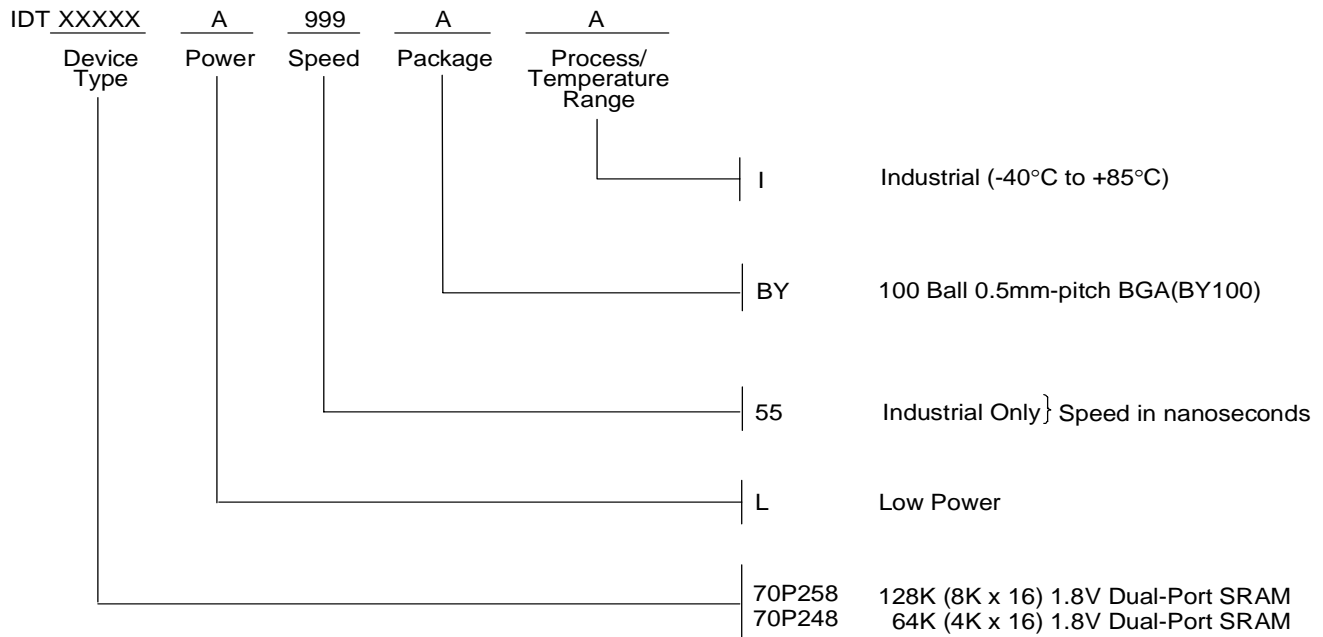 IDT XXXXX A 999 A A
Device Type Power Speed Package Process/ Temperature Range
I Industrial (-40°C to +85°C)
BY 100 Ball 0.5mm-pitch BGA(BY100)
55 Industrial Only} Speed in nanoseconds
L Low Power
70P258 128K (8K x 16) 1.8V Dual-Port SRAM
70P248 64K (4K x 16) 1.8V Dual-Port SRAM